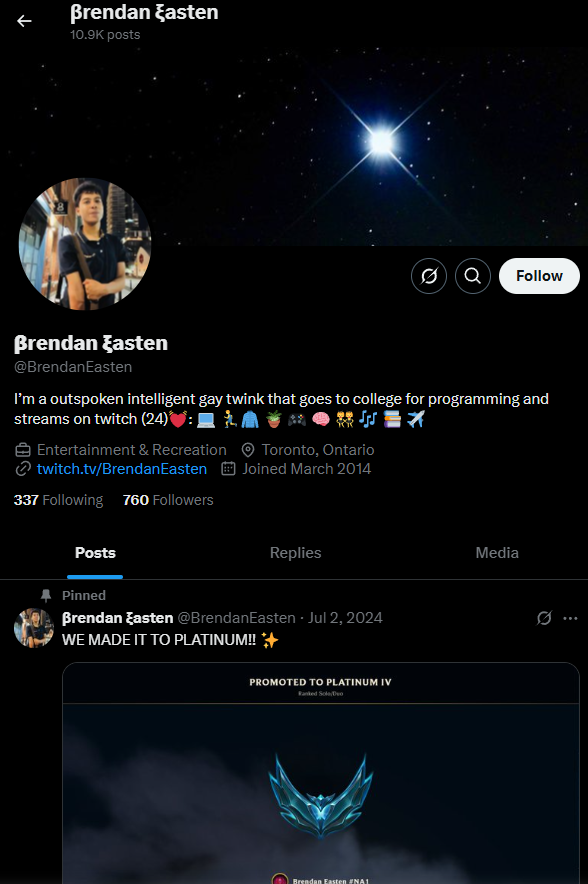 βrendan ξasten
10.9K posts
8
Follow
βrendan ξasten
@BrendanEasten
I'm a outspoken intelligent gay twink that goes to college for programming and
streams on twitch (24)💓: 💻 🏃‍♂️ 🧥 🪴 🎮 🧠 👯 🎶 📚 ✈️
Entertainment & Recreation Toronto, Ontario
twitch.tv/BrendanEasten Joined March 2014
337 Following 760 Followers
Posts Replies Media
Pinned
βrendan ξasten @BrendanEasten · Jul 2, 2024
WE MADE IT TO PLATINUM!! ✨
PROMOTED TO PLATINUM IV
Ranked Solo/Duo
Brendan Easten #NA1